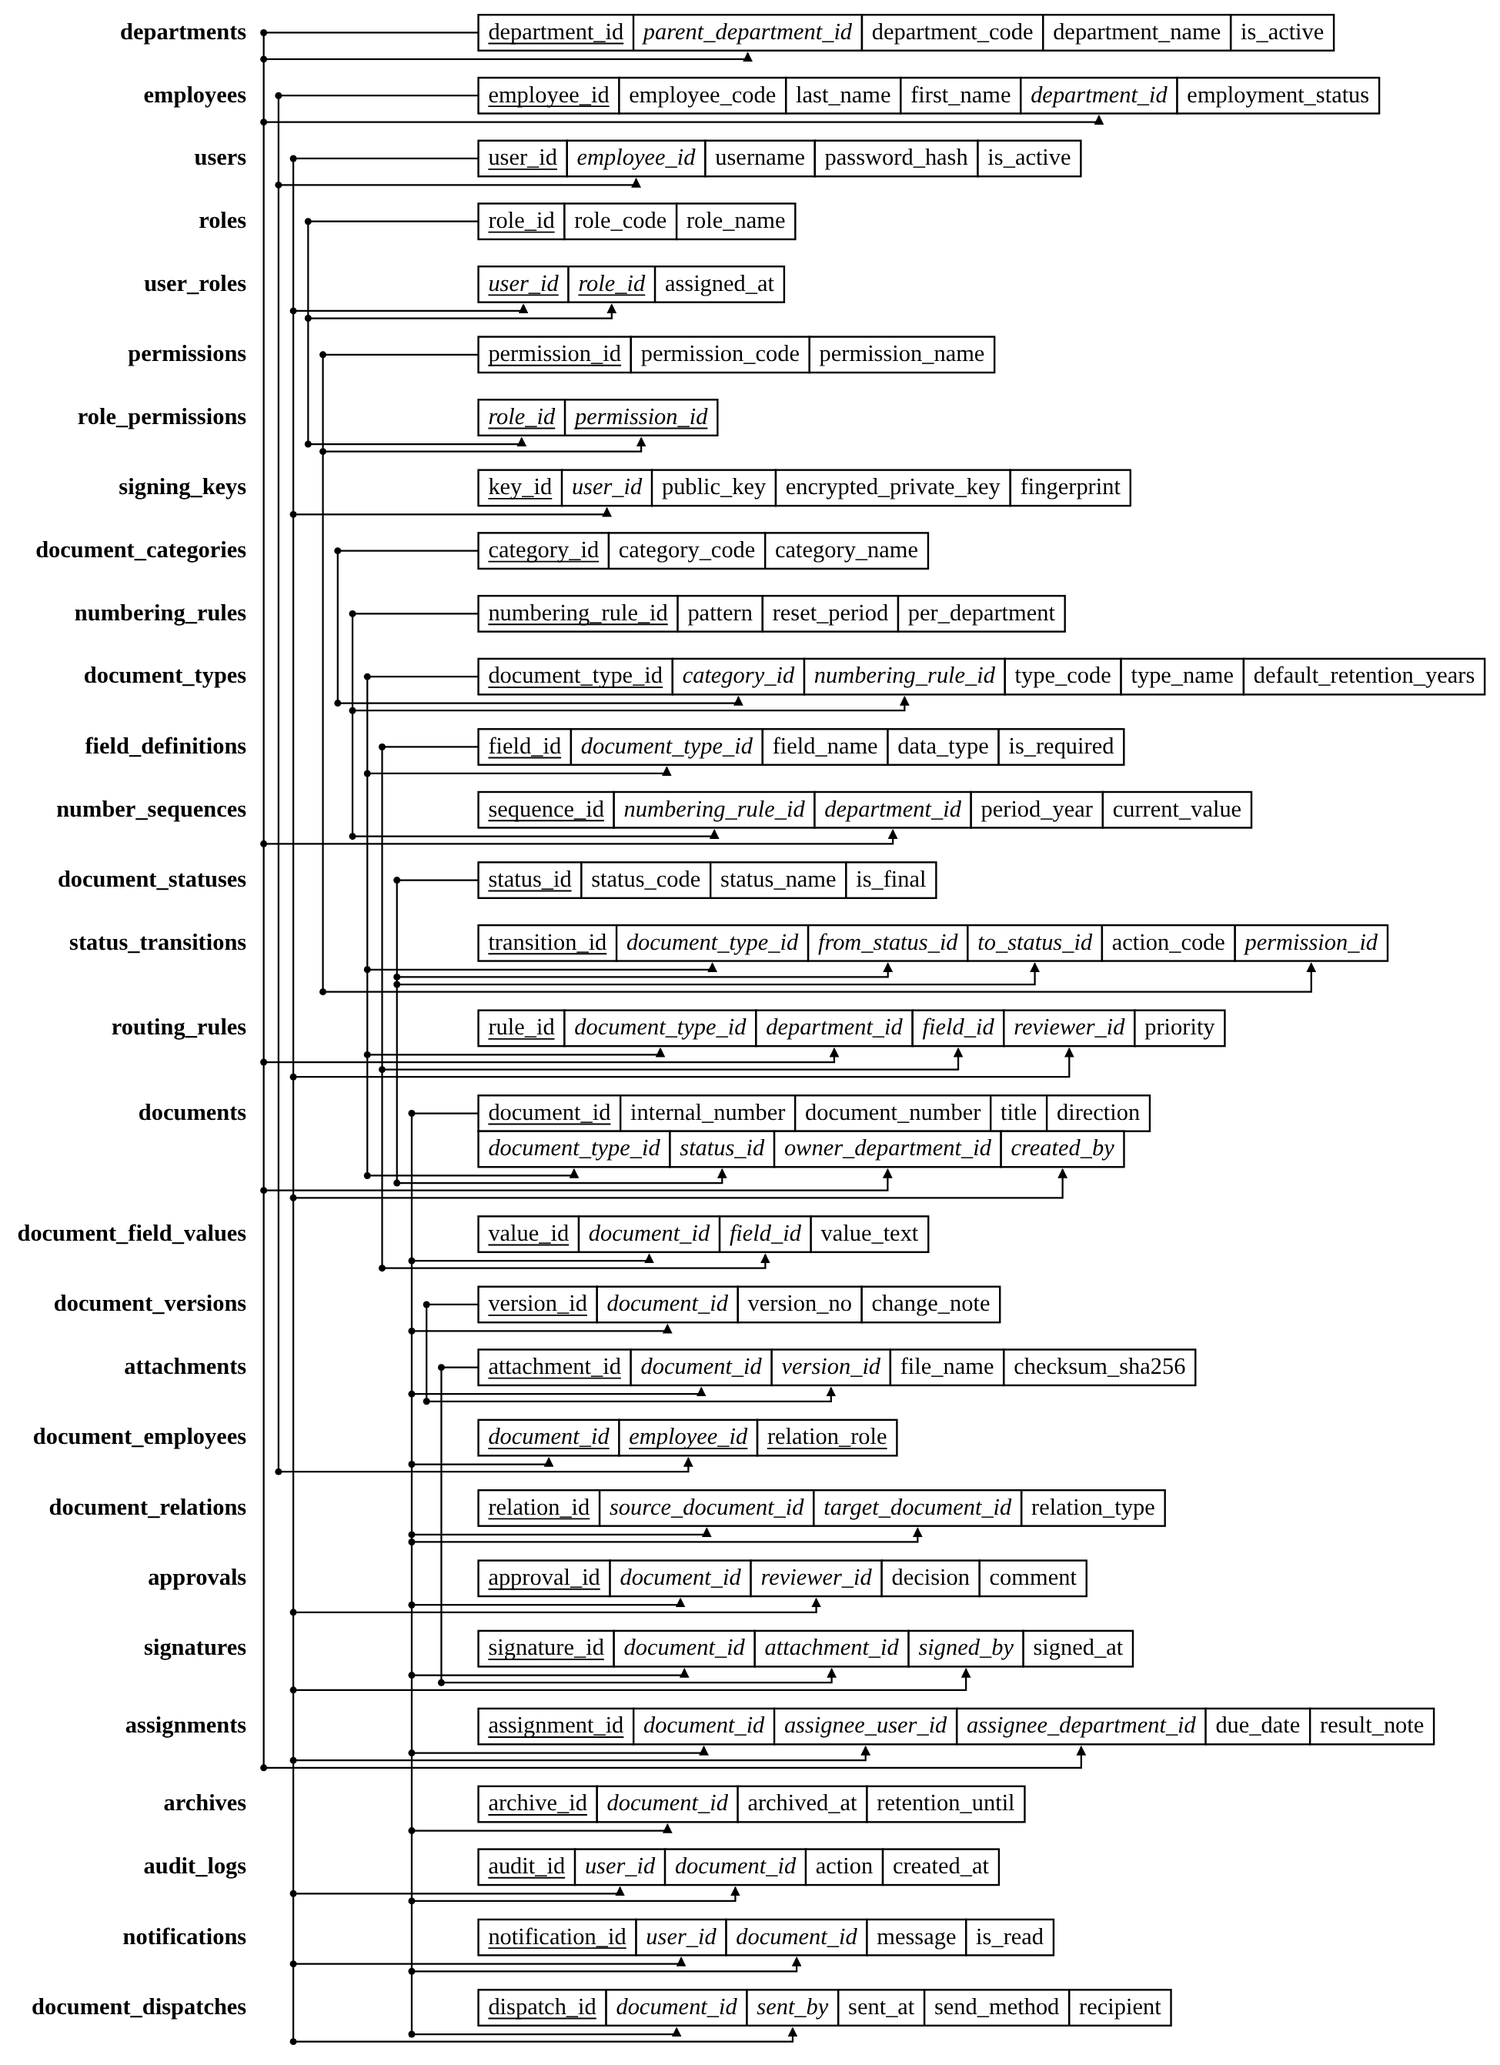 departments department_id parent_department_id department_code department_name is_active
employees employee_id employee_code last_name first_name department_id employment_status
users user_id employee_id username password_hash is_active
roles role_id role_code role_name
user_roles user_id role_id assigned_at
permissions permission_id permission_code permission_name
role_permissions role_id permission_id
signing_keys key_id user_id public_key encrypted_private_key fingerprint
document_categories category_id category_code category_name
numbering_rules numbering_rule_id pattern reset_period per_department
document_types document_type_id category_id numbering_rule_id type_code type_name default_retention_years
field_definitions field_id document_type_id field_name data_type is_required
number_sequences sequence_id numbering_rule_id department_id period_year current_value
document_statuses status_id status_code status_name is_final
status_transitions transition_id document_type_id from_status_id to_status_id action_code permission_id
routing_rules rule_id document_type_id department_id field_id reviewer_id priority
documents document_id internal_number document_number title direction
document_type_id status_id owner_department_id created_by
document_field_values value_id document_id field_id value_text
document_versions version_id document_id version_no change_note
attachments attachment_id document_id version_id file_name checksum_sha256
document_employees document_id employee_id relation_role
document_relations relation_id source_document_id target_document_id relation_type
approvals approval_id document_id reviewer_id decision comment
signatures signature_id document_id attachment_id signed_by signed_at
assignments assignment_id document_id assignee_user_id assignee_department_id due_date result_note
archives archive_id document_id archived_at retention_until
audit_logs audit_id user_id document_id action created_at
notifications notification_id user_id document_id message is_read
document_dispatches dispatch_id document_id sent_by sent_at send_method recipient